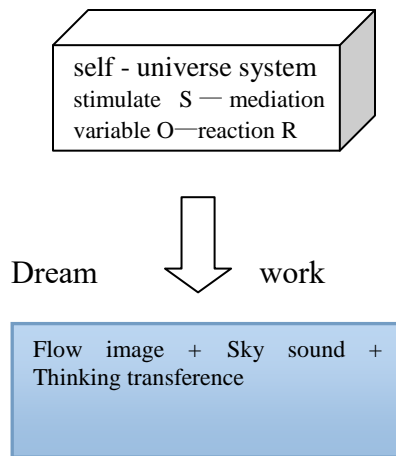 self - universe system
stimulate S — mediation
variable O—reaction R
Dream work
Flow image + Sky sound +
Thinking transference